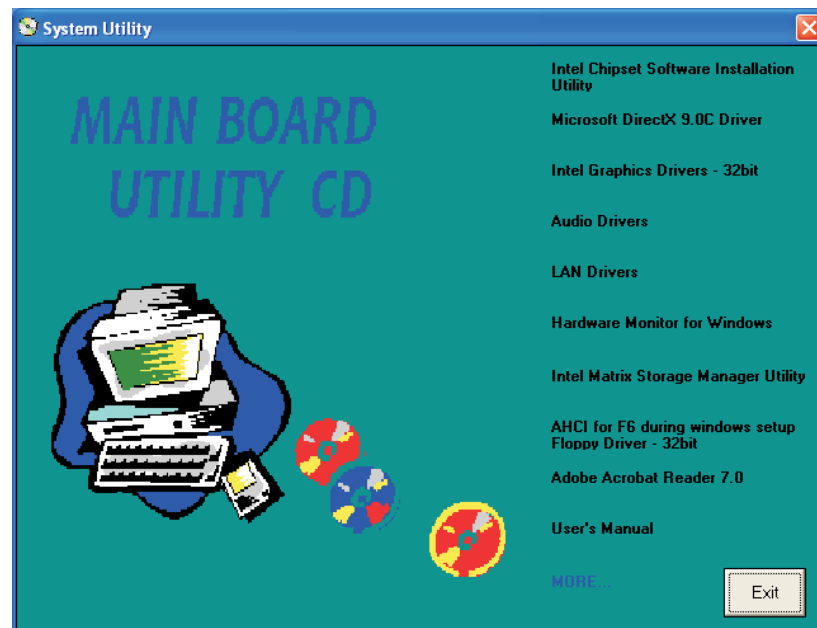 System Utility
MAIN BOARD
UTILITY CD
Intel Chipset Software Installation
Utility
Microsoft DirectX 9.0C Driver
Intel Graphics Drivers - 32bit
Audio Drivers
LAN Drivers
Hardware Monitor for Windows
Intel Matrix Storage Manager Utility
AHCI for F6 during windows setup
Floppy Driver - 32bit
Adobe Acrobat Reader 7.0
User's Manual
MORE...
Exit